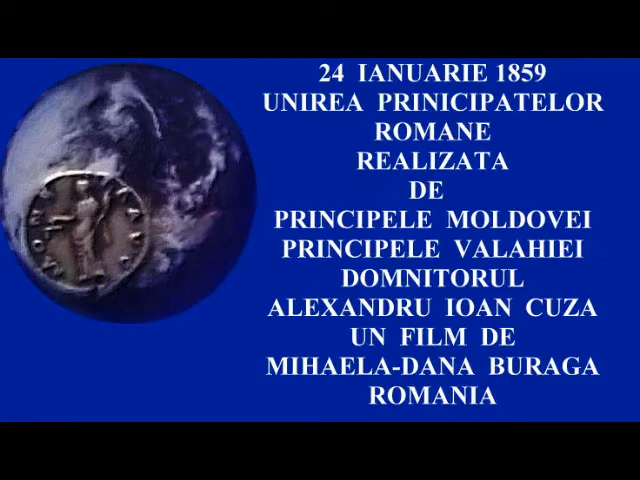 24 IANUARIE 1859
UNIREA PRINICIPATELOR
ROMANE
REALIZATA
DE
PRINCIPELE MOLDOVEI
PRINCIPELE VALAHIEI
DOMNITORUL
ALEXANDRU IOAN CUZA
UN FILM DE
MIHAELA-DANA BURAGA
ROMANIA